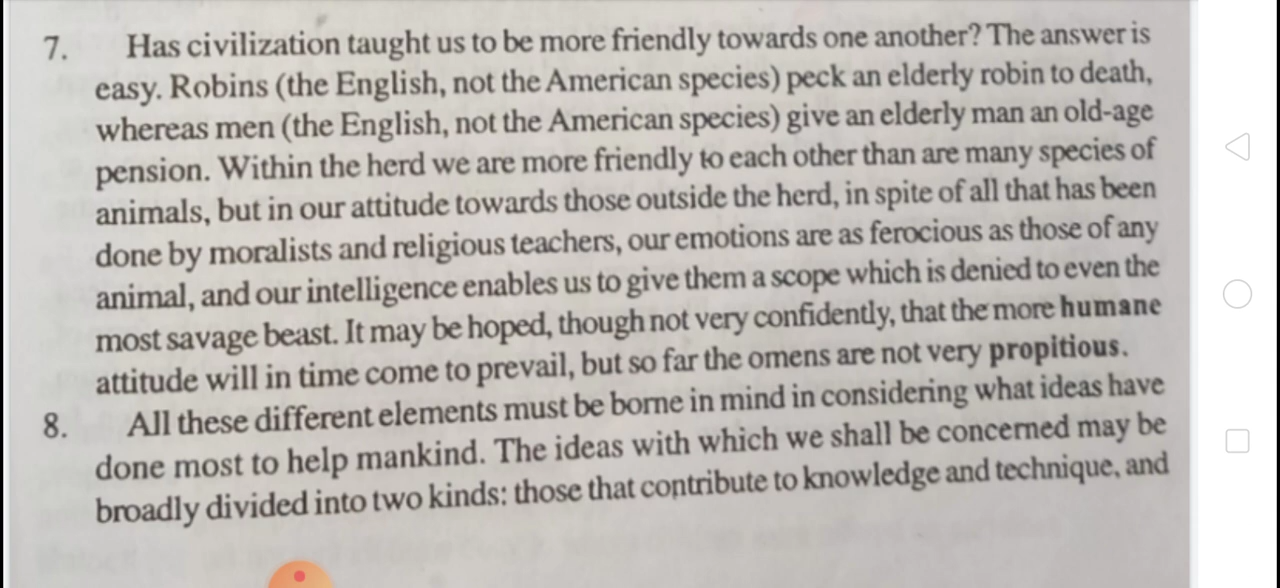 7. Has civilization taught us to be more friendly towards one another? The answer is
easy. Robins (the English, not the American species) peck an elderly robin to death,
whereas men (the English, not the American species) give an elderly man an old-age
pension. Within the herd we are more friendly to each other than are many species of
animals, but in our attitude towards those outside the herd, in spite of all that has been
done by moralists and religious teachers, our emotions are as ferocious as those of any
animal, and our intelligence enables us to give them a scope which is denied to even the
most savage beast. It may be hoped, though not very confidently, that the more humane
attitude will in time come to prevail, but so far the omens are not very propitious.
8. All these different elements must be borne in mind in considering what ideas have
done most to help mankind. The ideas with which we shall be concerned may be
broadly divided into two kinds: those that contribute to knowledge and technique, and